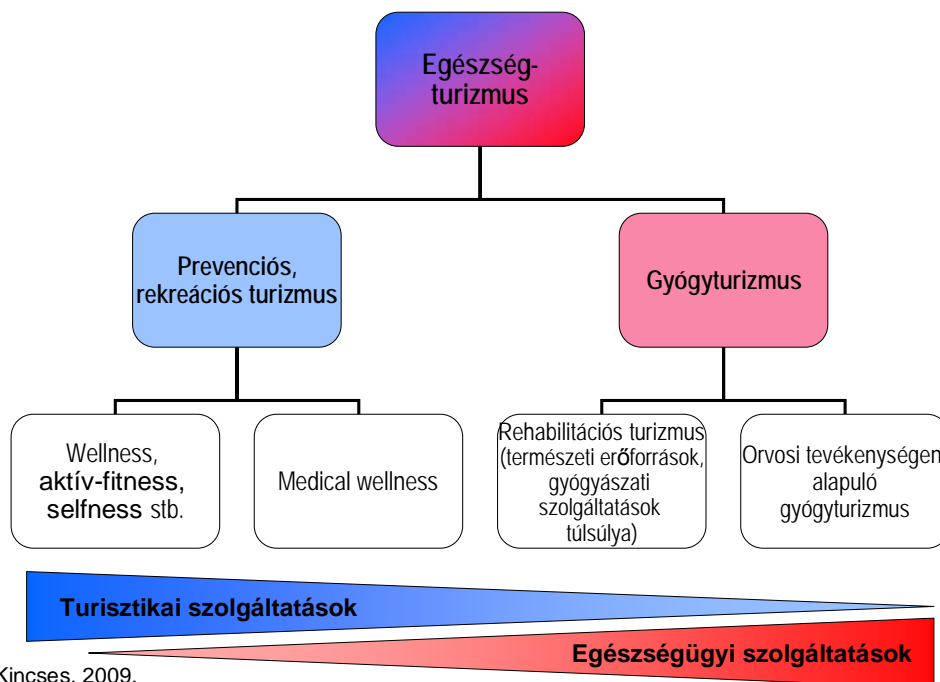 Egészség-
turizmus
Prevenciós,
rekreációs turizmus
Gyógyturizmus
Wellness,
aktív-fitness,
selfness stb.
Medical wellness
Rehabilitációs turizmus
(természeti erőforrások,
gyógyászati
szolgáltatások
túlsúlya)
Orvosi tevékenységen
alapuló
gyógyturizmus
Turisztikai szolgáltatások
Egészségügyi szolgáltatások
Kincses, 2009.